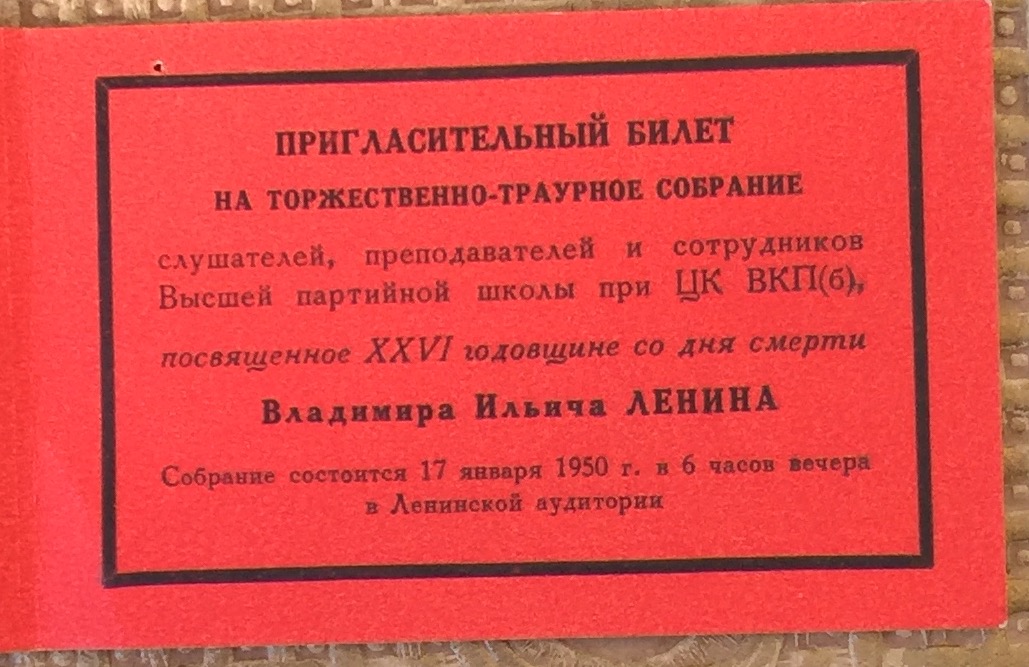 ПРИГЛАСИТЕЛЬНЫЙ БИЛЕТ
НА ТОРЖЕСТВЕННО-ТРАУРНОЕ СОБРАНИЕ
слушателей, преподавателей и сотрудников
Высшей партийной школы при ЦК ВКП(б),
посвященное XXVI годовщине со дня смерти
Владимира Ильича ЛЕНИНА
Собрание состоится 17 января 1950 г. в 6 часов вечера
в Ленинской аудитории